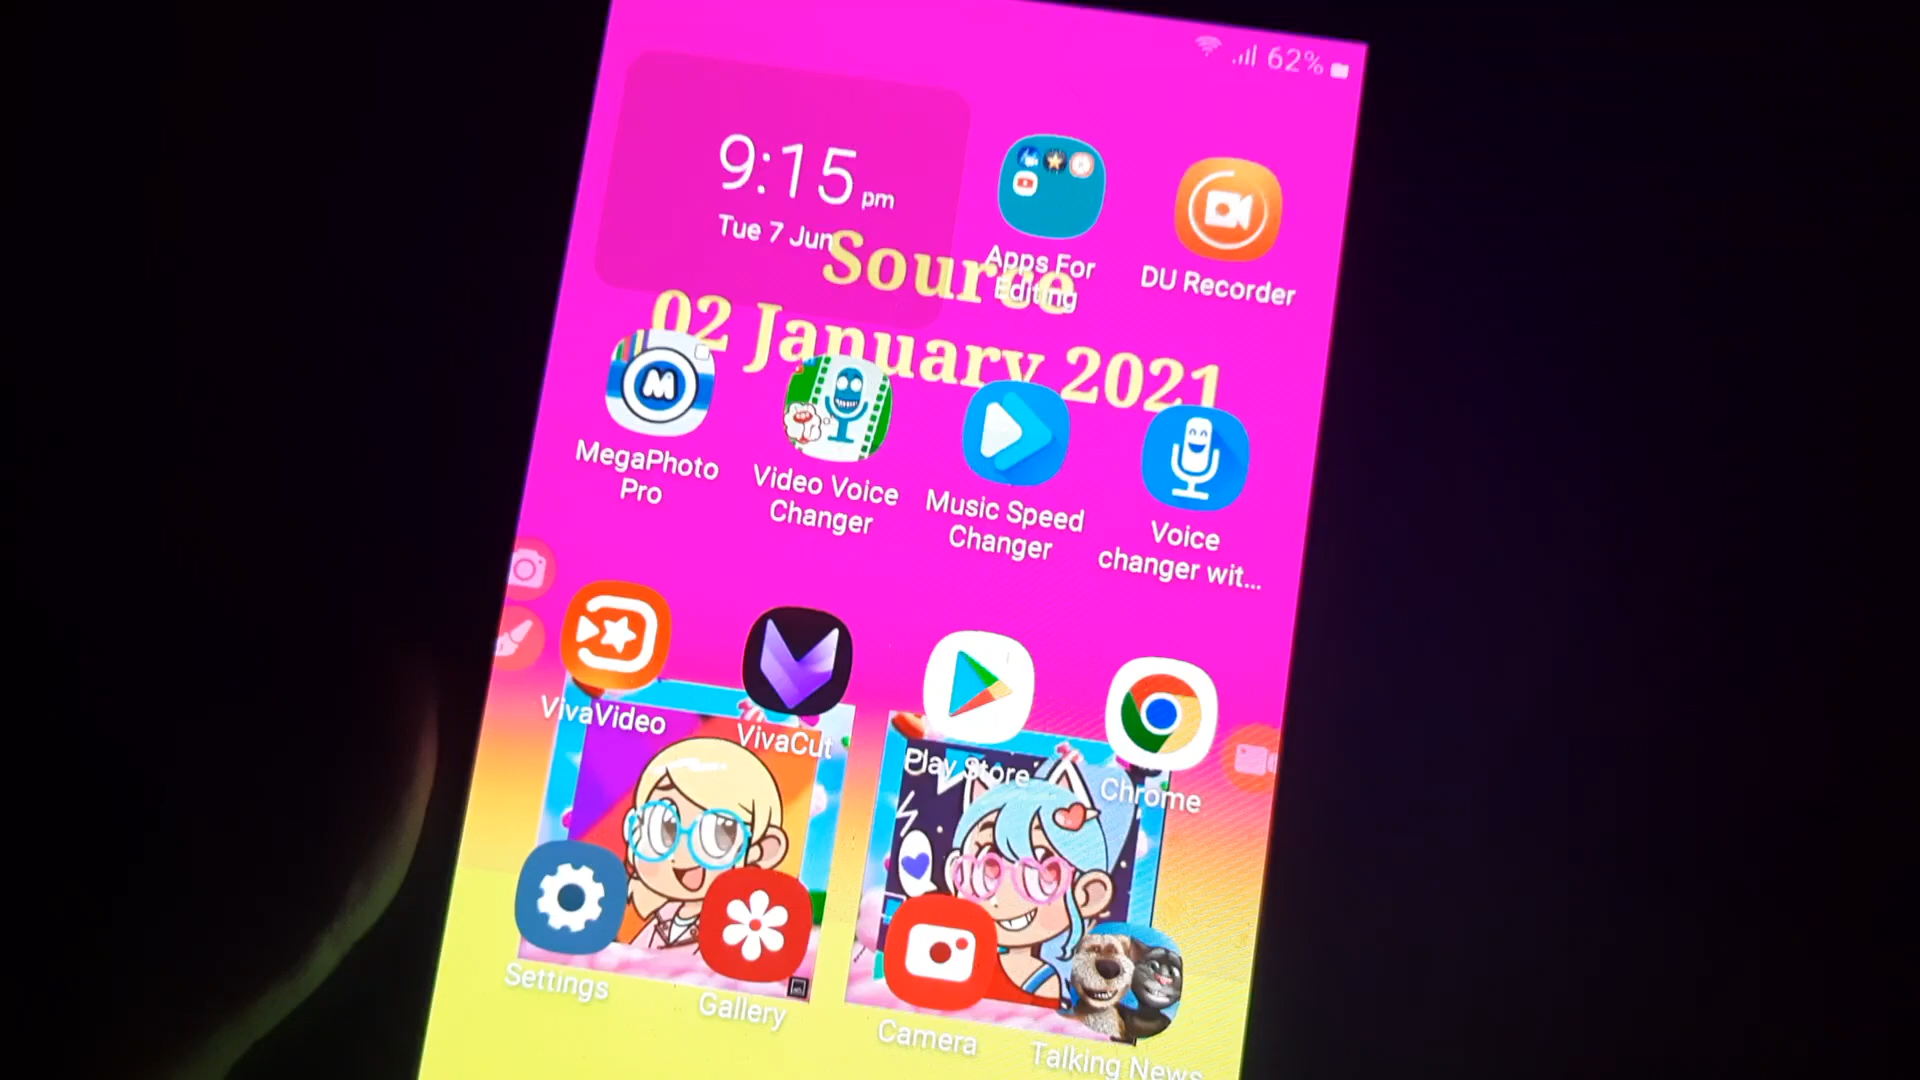 62%
9:15 pm
Tue 7 Jun
Source
02 January 2021
Apps For
Editing
DU Recorder
M
MegaPhoto
Pro
Video Voice
Changer
Music Speed
Changer
Voice
changer wit...
VivaVideo
VivaCut
Play Store
Chrome
Settings
Gallery
Camera
Talking News